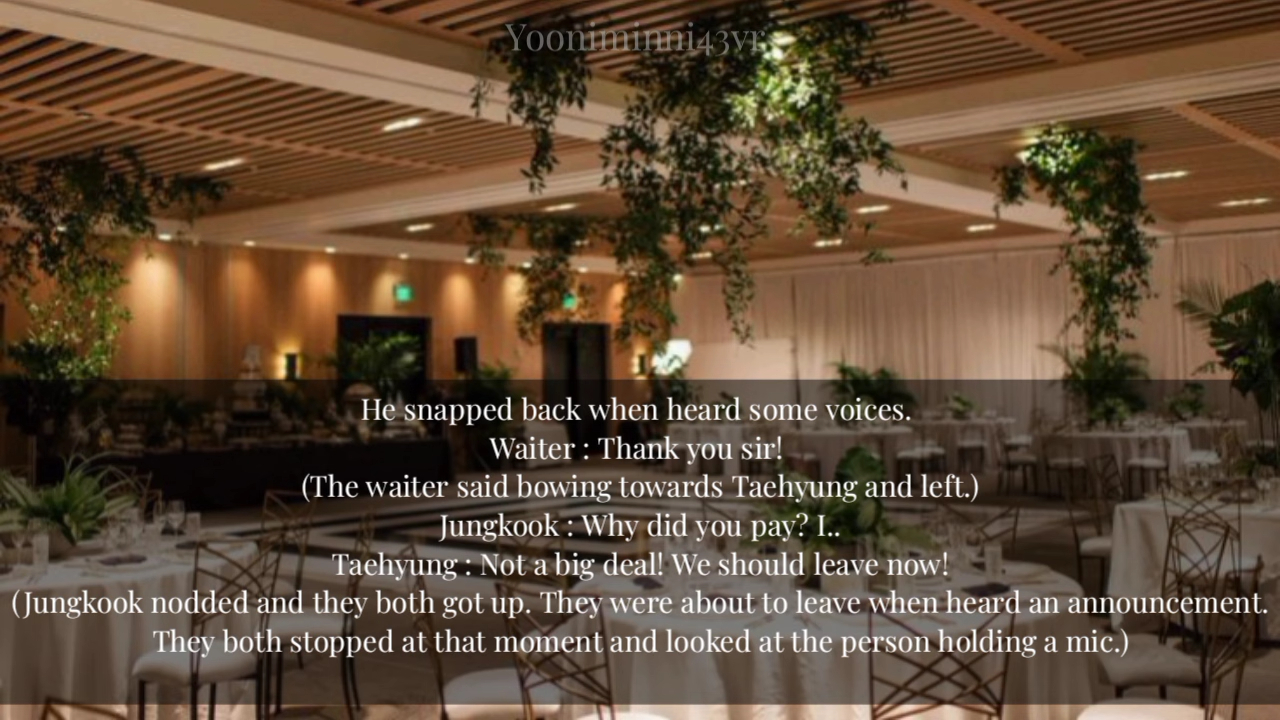 Yooniminni43vr
He snapped back when heard some voices.
Waiter : Thank you sir!
(The waiter said bowing towards Taehyung and left.)
Jungkook : Why did you pay? I..
Taehyung : Not a big deal! We should leave now!
(Jungkook nodded and they both got up. They were about to leave when heard an announcement.
They both stopped at that moment and looked at the person holding a mic.)